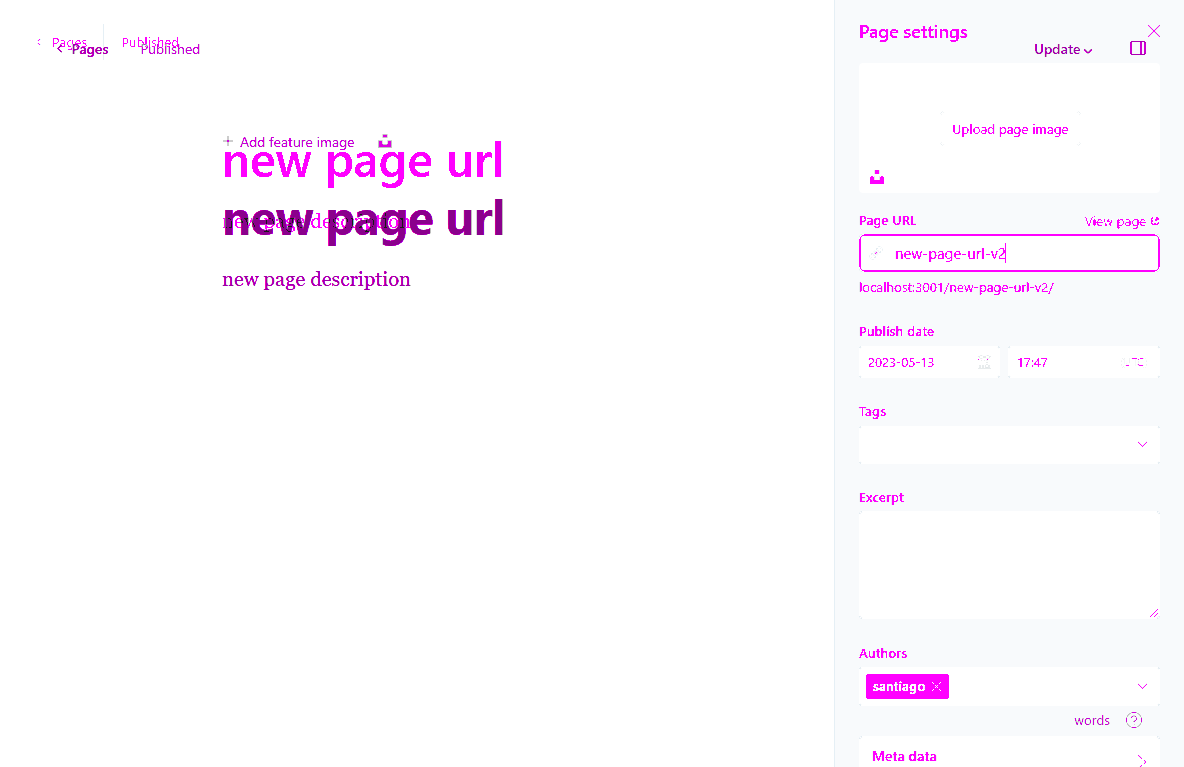 Pages Published
Pages Published
Page settings
Update
Add feature image
new page url
new page description
new page url
new page description
Upload page image
Page URL
View page
new-page-url-v2
localhost:3001/new-page-url-v2/
Publish date
2023-05-13 17:47 UTC
Tags
Excerpt
Authors
santiago
words
Meta data